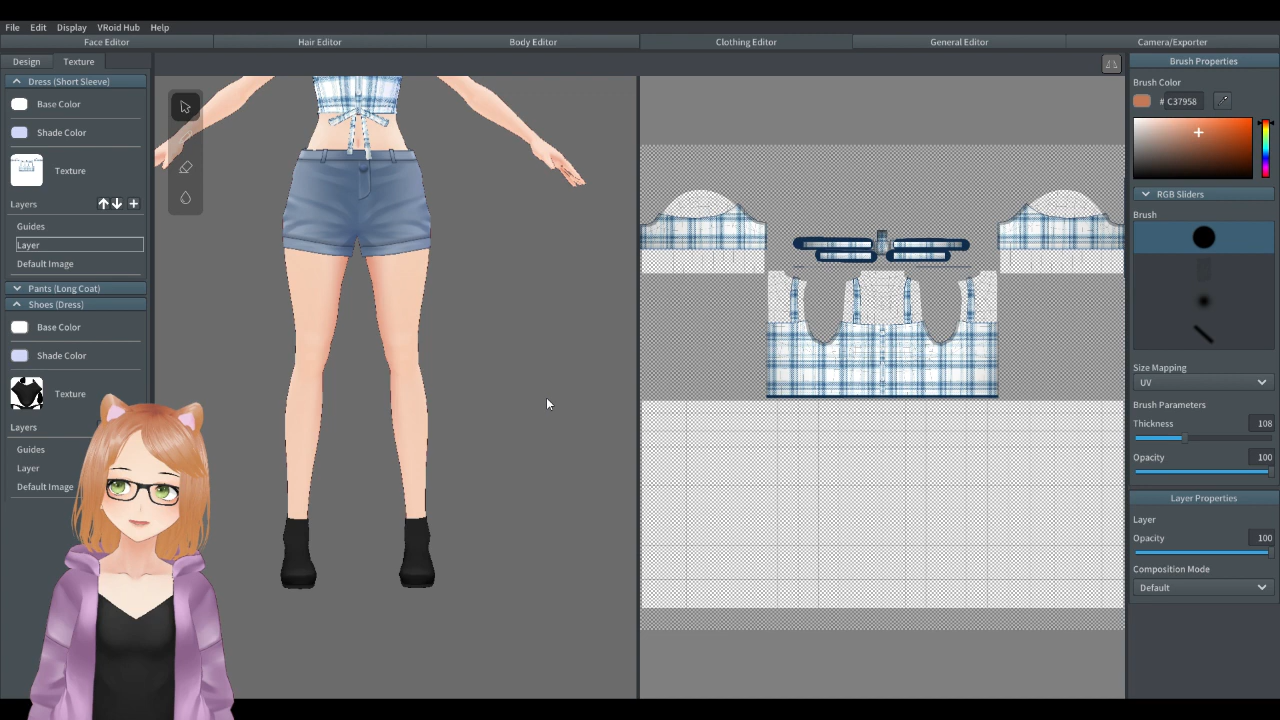 File Edit Display VRoid Hub Help
Face Editor Hair Editor Body Editor Clothing Editor General Editor Camera/Exporter
Design Texture
Dress (Short Sleeve)
Base Color
Shade Color
Texture
Layers
Guides
Layer
Default Image
Pants (Long Coat)
Shoes (Dress)
Base Color
Shade Color
Texture
Layers
Guides
Layer
Default Image
Brush Properties
Brush Color
# C37958
RGB Sliders
Brush
Size Mapping
UV
Brush Parameters
Thickness 108
Opacity 100
Layer Properties
Layer
Opacity 100
Composition Mode
Default